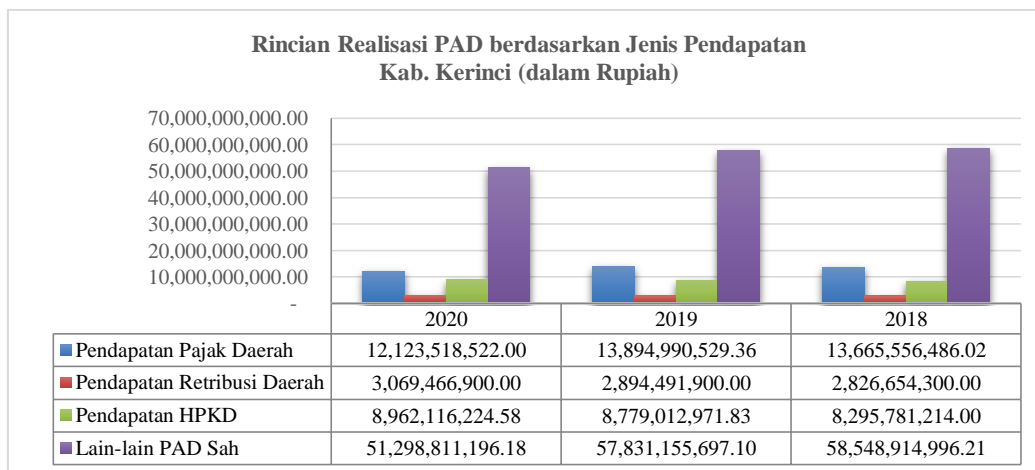 Rincian Realisasi PAD berdasarkan Jenis Pendapatan
Kab. Kerinci (dalam Rupiah)
70,000,000,000.00
60,000,000,000.00
50,000,000,000.00
40,000,000,000.00
30,000,000,000.00
20,000,000,000.00
10,000,000,000.00
-
2020 2019 2018
Pendapatan Pajak Daerah 12,123,518,522.00 13,894,990,529.36 13,665,556,486.02
Pendapatan Retribusi Daerah 3,069,466,900.00 2,894,491,900.00 2,826,654,300.00
Pendapatan HPKD 8,962,116,224.58 8,779,012,971.83 8,295,781,214.00
Lain-lain PAD Sah 51,298,811,196.18 57,831,155,697.10 58,548,914,996.21